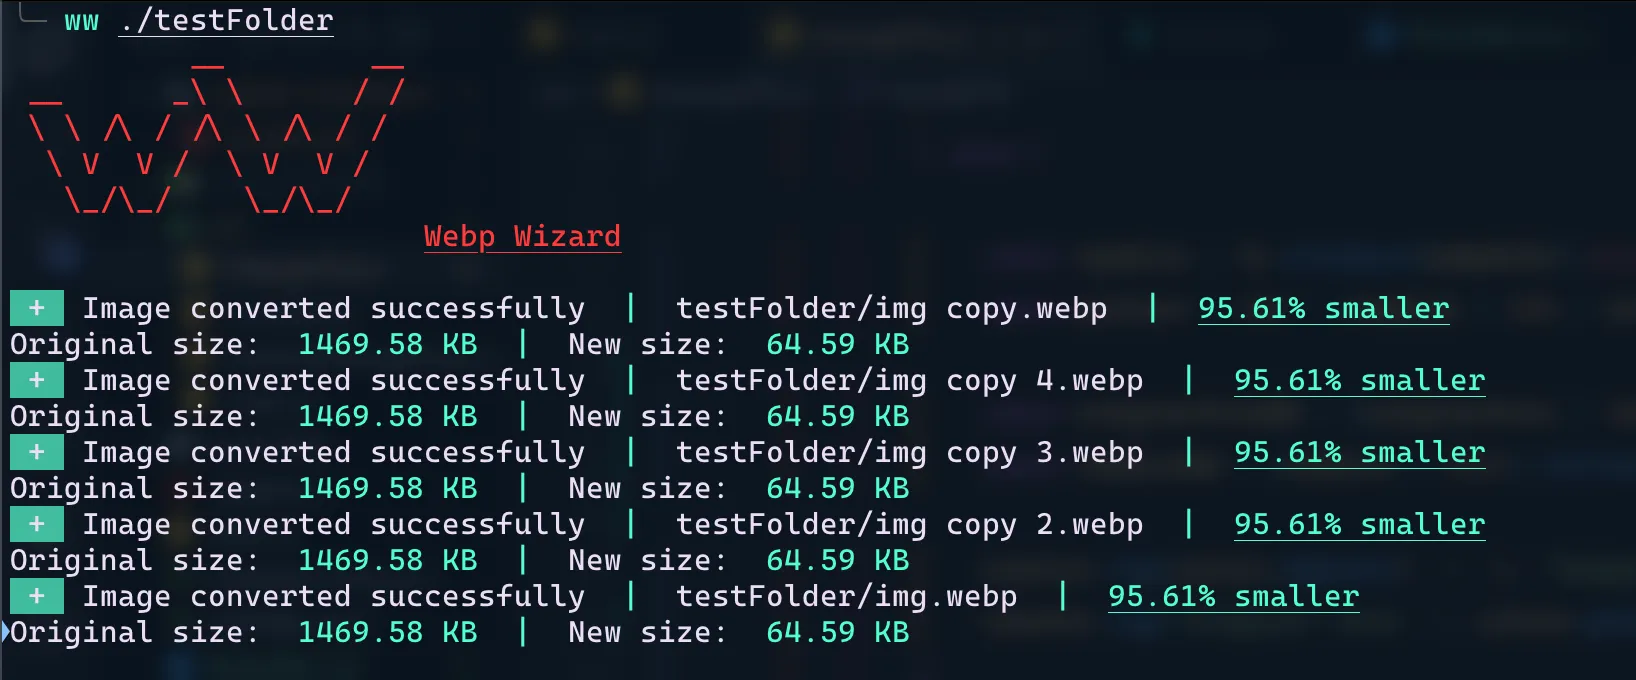 ww ./testFolder
Webp Wizard
+ Image converted successfully | testFolder/img copy.webp | 95.61% smaller
Original size: 1469.58 KB | New size: 64.59 KB
+ Image converted successfully | testFolder/img copy 4.webp | 95.61% smaller
Original size: 1469.58 KB | New size: 64.59 KB
+ Image converted successfully | testFolder/img copy 3.webp | 95.61% smaller
Original size: 1469.58 KB | New size: 64.59 KB
+ Image converted successfully | testFolder/img copy 2.webp | 95.61% smaller
Original size: 1469.58 KB | New size: 64.59 KB
+ Image converted successfully | testFolder/img.webp | 95.61% smaller
Original size: 1469.58 KB | New size: 64.59 KB